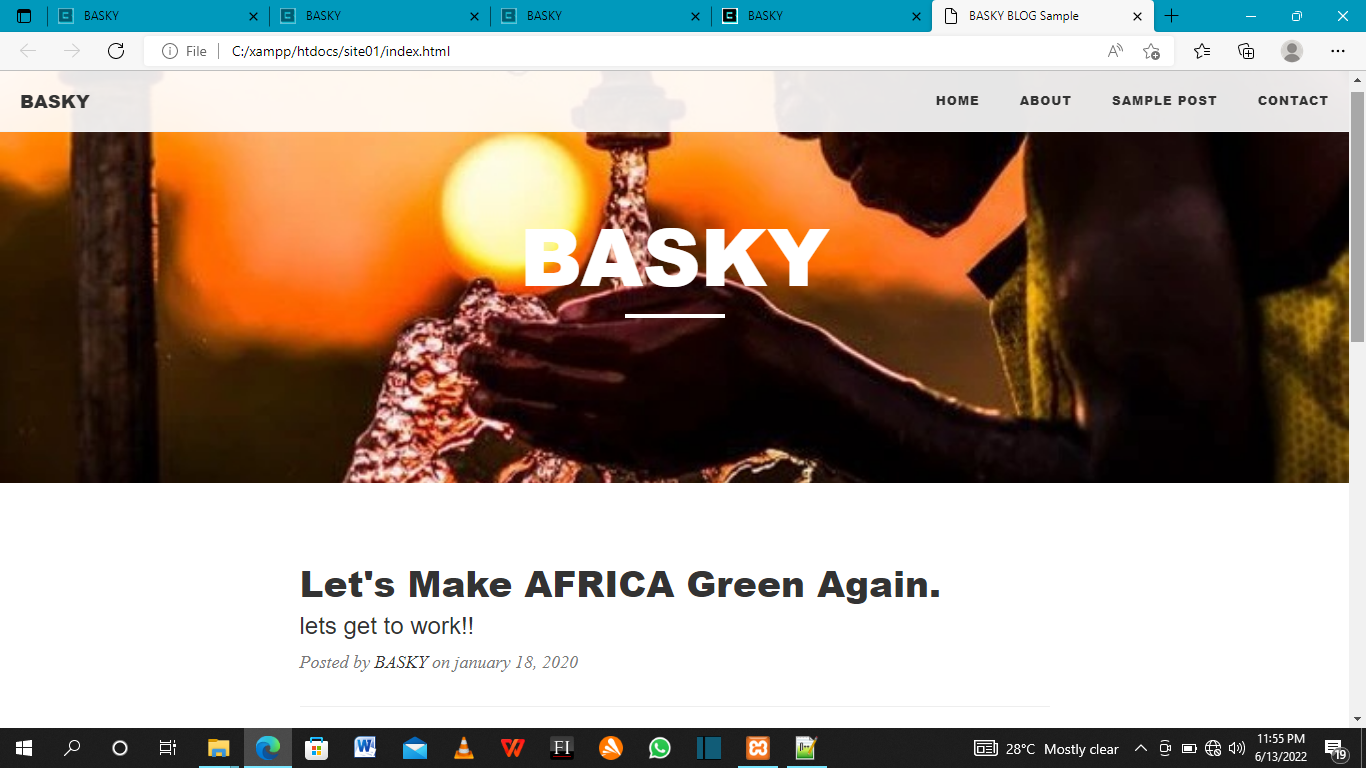 BASKY
BASKY
BASKY
BASKY
BASKY BLOG Sample
File
C:/xampp/htdocs/site01/index.html
BASKY
HOME
ABOUT
SAMPLE POST
CONTACT
BASKY
Let's Make AFRICA Green Again.
lets get to work!!
Posted by BASKY on january 18, 2020
28°C Mostly clear
11:55 PM
6/13/2022
19